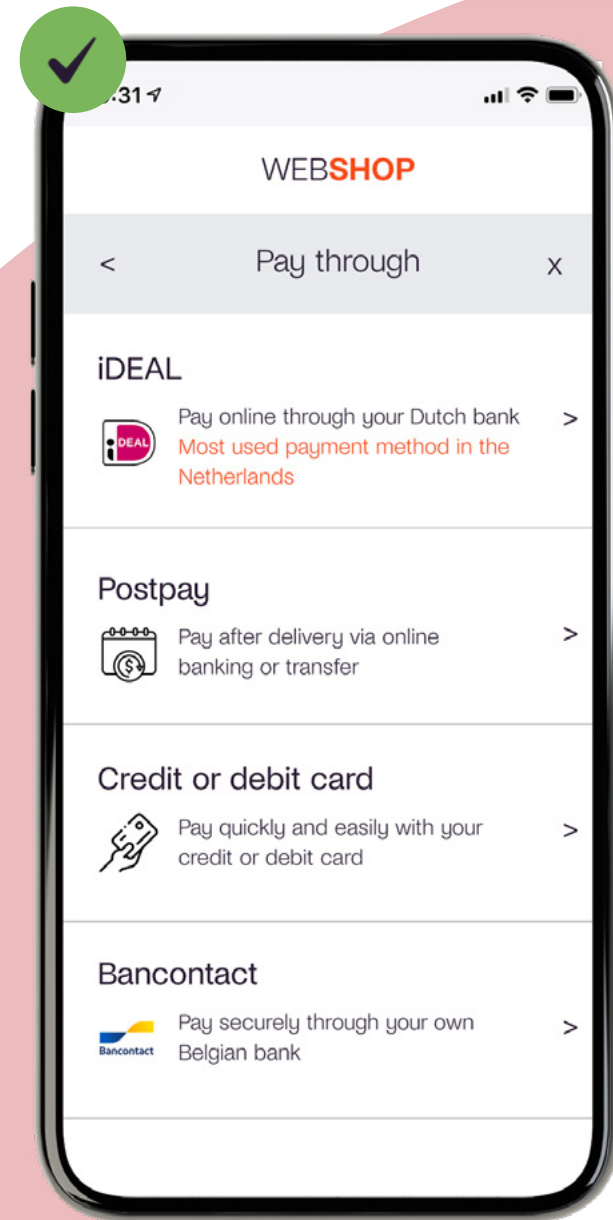 :31
WEBSHOP
< Pay through x
iDEAL
iDEAL
Pay online through your Dutch bank >
Most used payment method in the
Netherlands
Postpay
Pay after delivery via online >
banking or transfer
Credit or debit card
Pay quickly and easily with your >
credit or debit card
Bancontact
Pay securely through your own >
Bancontact
Belgian bank